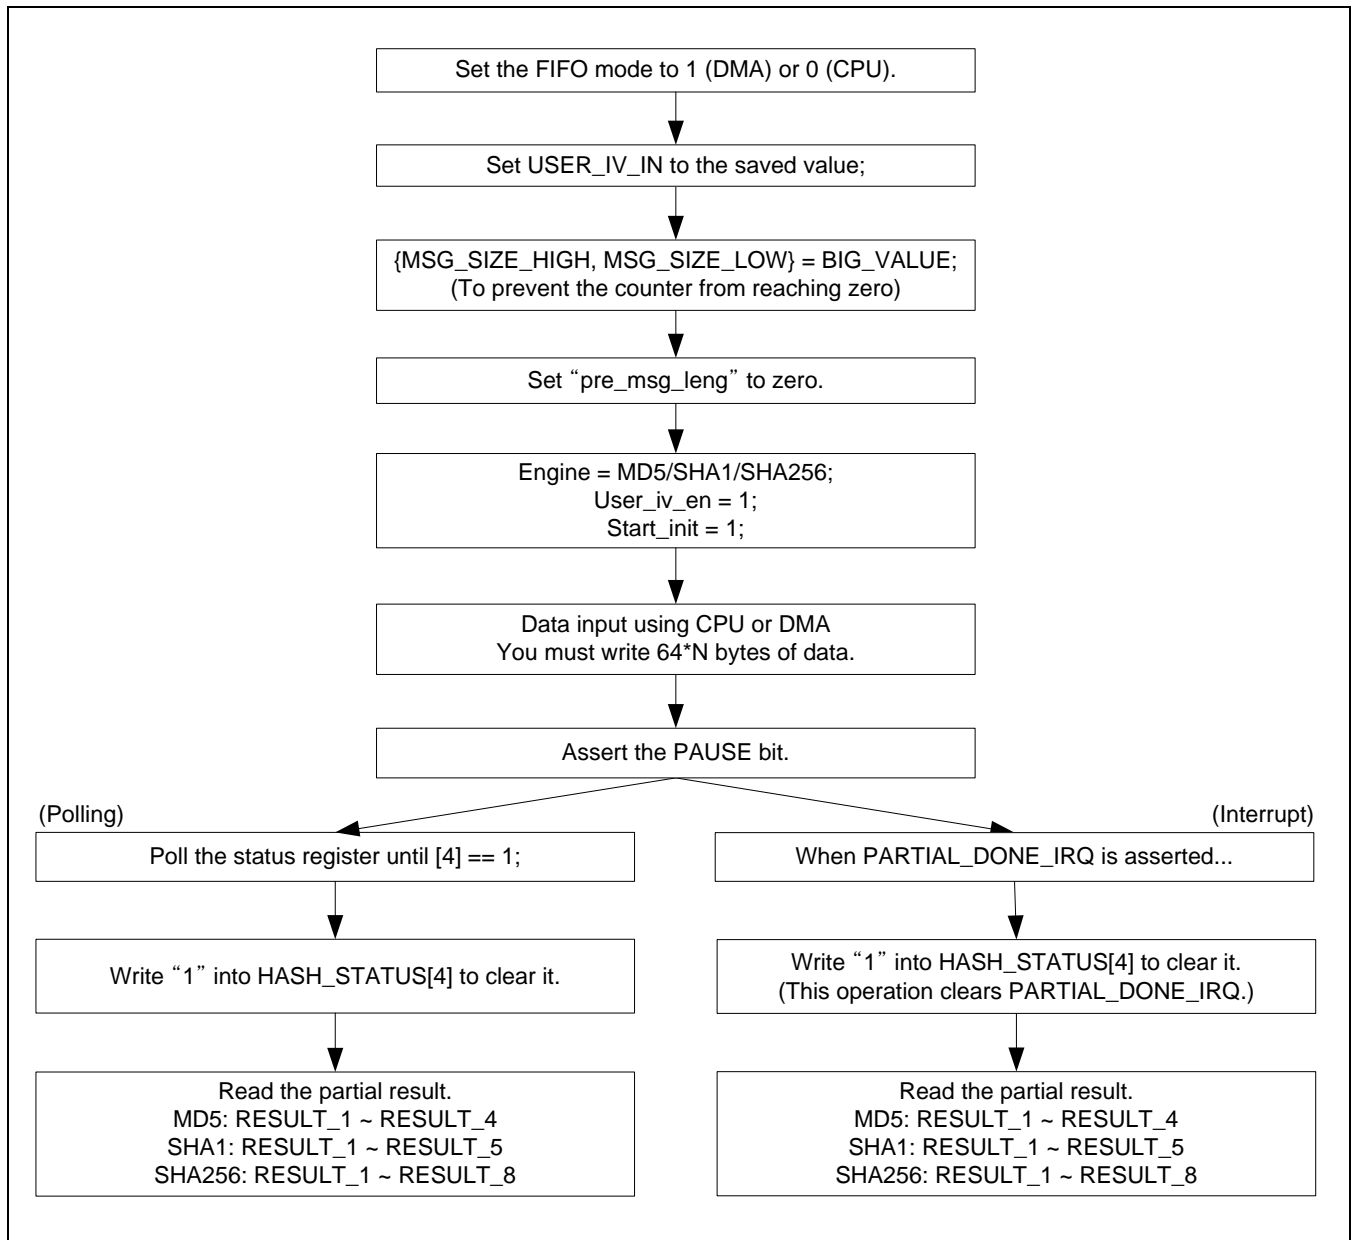 Set the FIFO mode to 1 (DMA) or 0 (CPU).
Set USER_IV_IN to the saved value;
{MSG_SIZE_HIGH, MSG_SIZE_LOW} = BIG_VALUE;
(To prevent the counter from reaching zero)
Set “pre_msg_leng” to zero.
Engine = MD5/SHA1/SHA256;
User_iv_en = 1;
Start_init = 1;
Data input using CPU or DMA
You must write 64*N bytes of data.
Assert the PAUSE bit.
(Polling)
Poll the status register until [4] == 1;
Write “1” into HASH_STATUS[4] to clear it.
Read the partial result.
MD5: RESULT_1 ~ RESULT_4
SHA1: RESULT_1 ~ RESULT_5
SHA256: RESULT_1 ~ RESULT_8
(Interrupt)
When PARTIAL_DONE_IRQ is asserted...
Write “1” into HASH_STATUS[4] to clear it.
(This operation clears PARTIAL_DONE_IRQ.)
Read the partial result.
MD5: RESULT_1 ~ RESULT_4
SHA1: RESULT_1 ~ RESULT_5
SHA256: RESULT_1 ~ RESULT_8